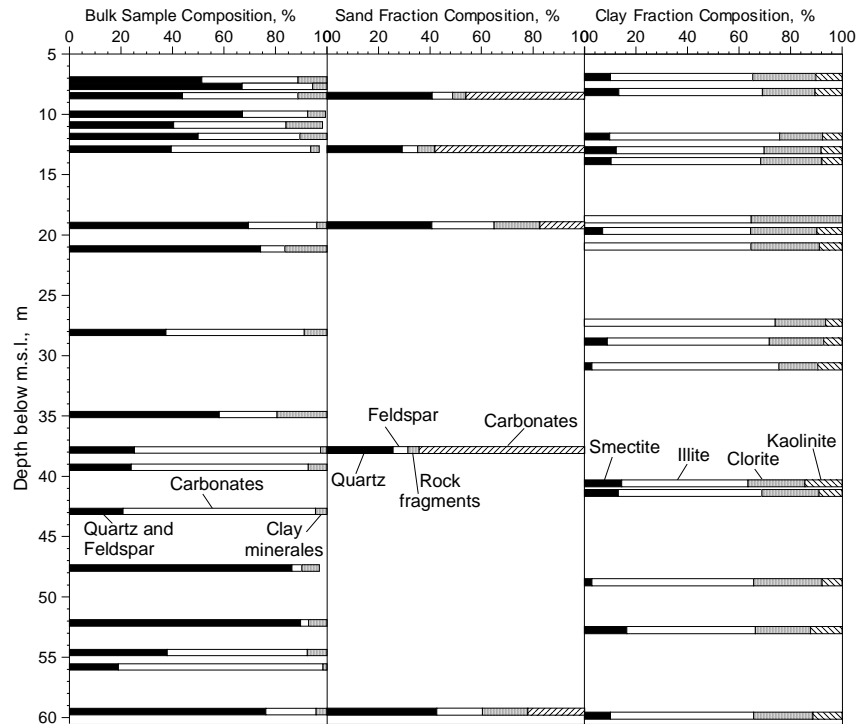 Bulk Sample Composition, %
Sand Fraction Composition, %
Clay Fraction Composition, %
0 20 40 60 80 100
0 20 40 60 80 100
0 20 40 60 80 100
Depth below m.s.l., m
5
10
15
20
25
30
35
40
45
50
55
60
Carbonates
Quartz and
Feldspar
Clay
minerales
Feldspar
Carbonates
Quartz
Rock
fragments
Smectite
Illite
Clorite
Kaolinite